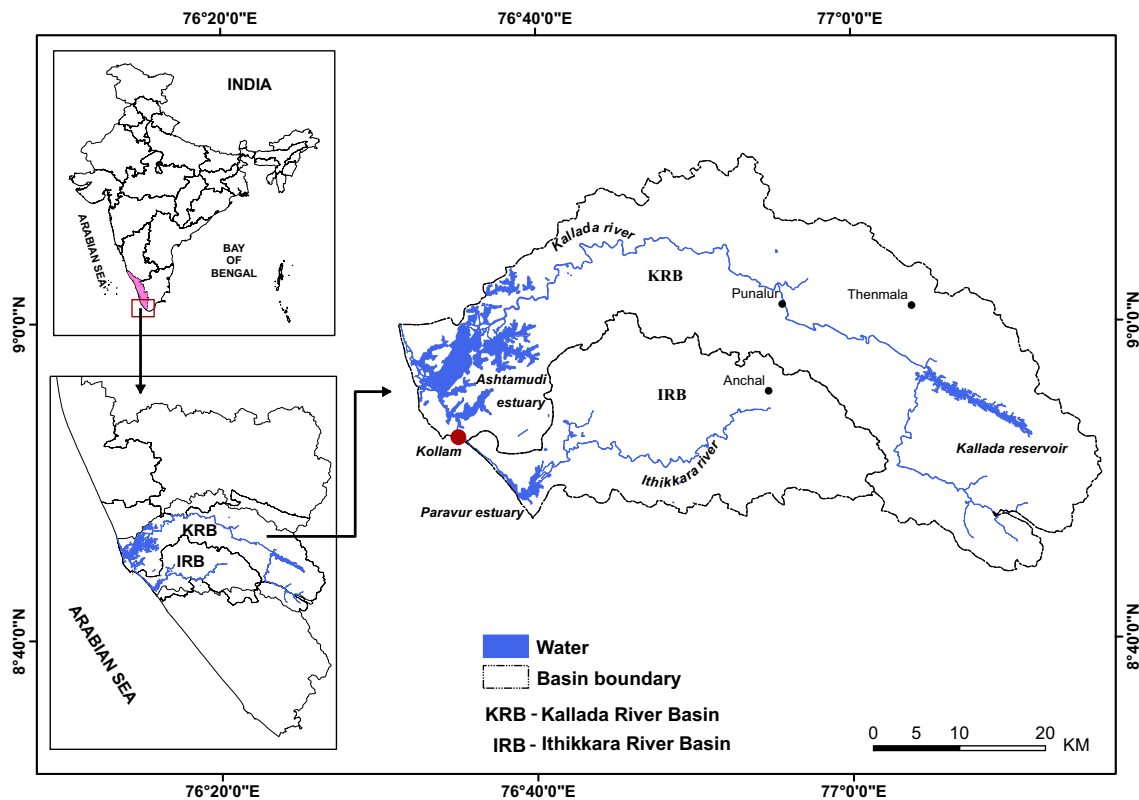 76°20'0"E
76°40'0"E
77°0'0"E
INDIA
ARABIAN SEA
BAY
OF
BENGAL
9°0'0"N
9°0'0"N
Kallada river
KRB
Punalur
Thenmala
Ashtamudi
estuary
IRB
Anchal
Kollam
Kallada reservoir
Ithikkara river
Paravur estuary
KRB
IRB
ARABIAN SEA
8°40'0"N
8°40'0"N
Water
Basin boundary
KRB - Kallada River Basin
IRB - Ithikkara River Basin
0 5 10 20
KM
76°20'0"E
76°40'0"E
77°0'0"E